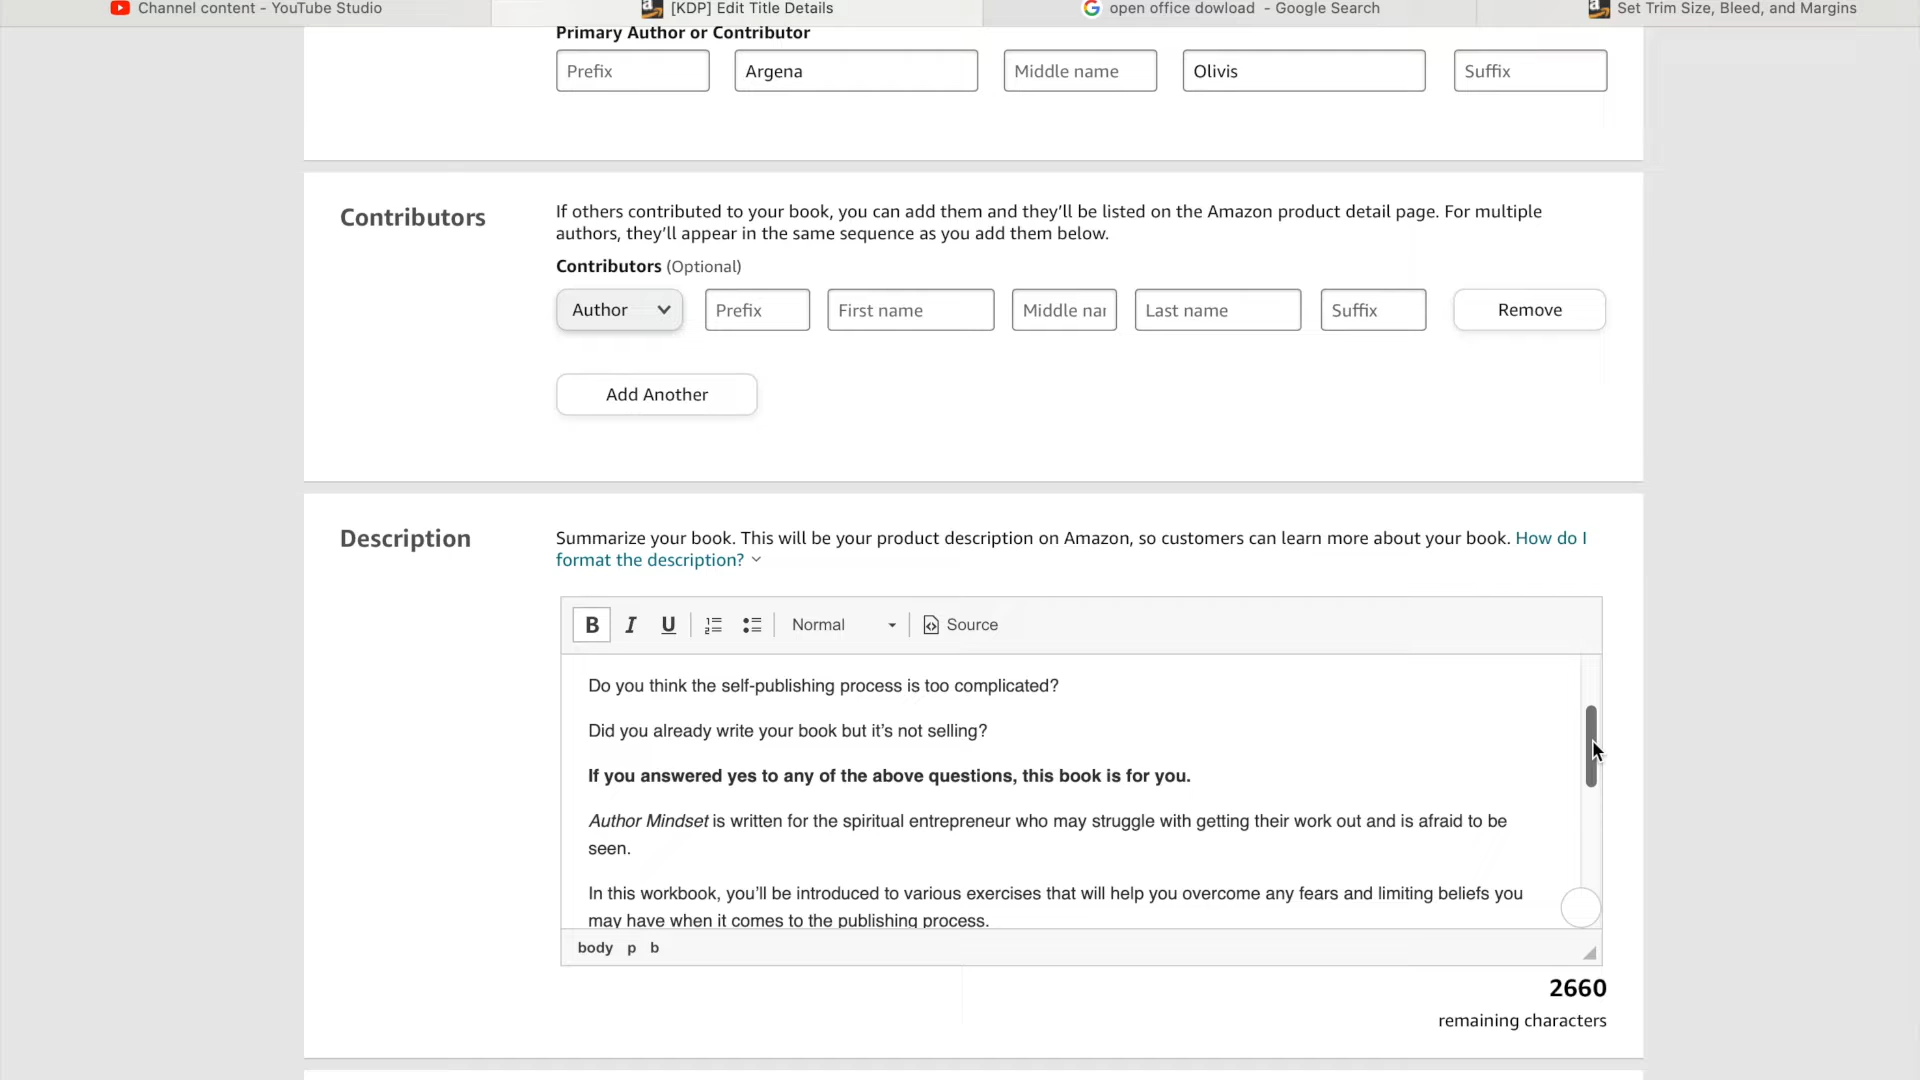 Channel content - YouTube Studio
[KDP] Edit Title Details
open office dowload - Google Search
Set Trim Size, Bleed, and Margins
Primary Author or Contributor
Prefix
Argena
Middle name
Olivis
Suffix
Contributors
If others contributed to your book, you can add them and they'll be listed on the Amazon product detail page. For multiple
authors, they'll appear in the same sequence as you add them below.
Contributors (Optional)
Author
Prefix
First name
Middle nar
Last name
Suffix
Remove
Add Another
Description
Summarize your book. This will be your product description on Amazon, so customers can learn more about your book. How do I
format the description?
B I U
Normal
Source
Do you think the self-publishing process is too complicated?
Did you already write your book but it's not selling?
If you answered yes to any of the above questions, this book is for you.
Author Mindset is written for the spiritual entrepreneur who may struggle with getting their work out and is afraid to be
seen.
In this workbook, you'll be introduced to various exercises that will help you overcome any fears and limiting beliefs you
may have when it comes to the publishing process.
body p b
2660
remaining characters